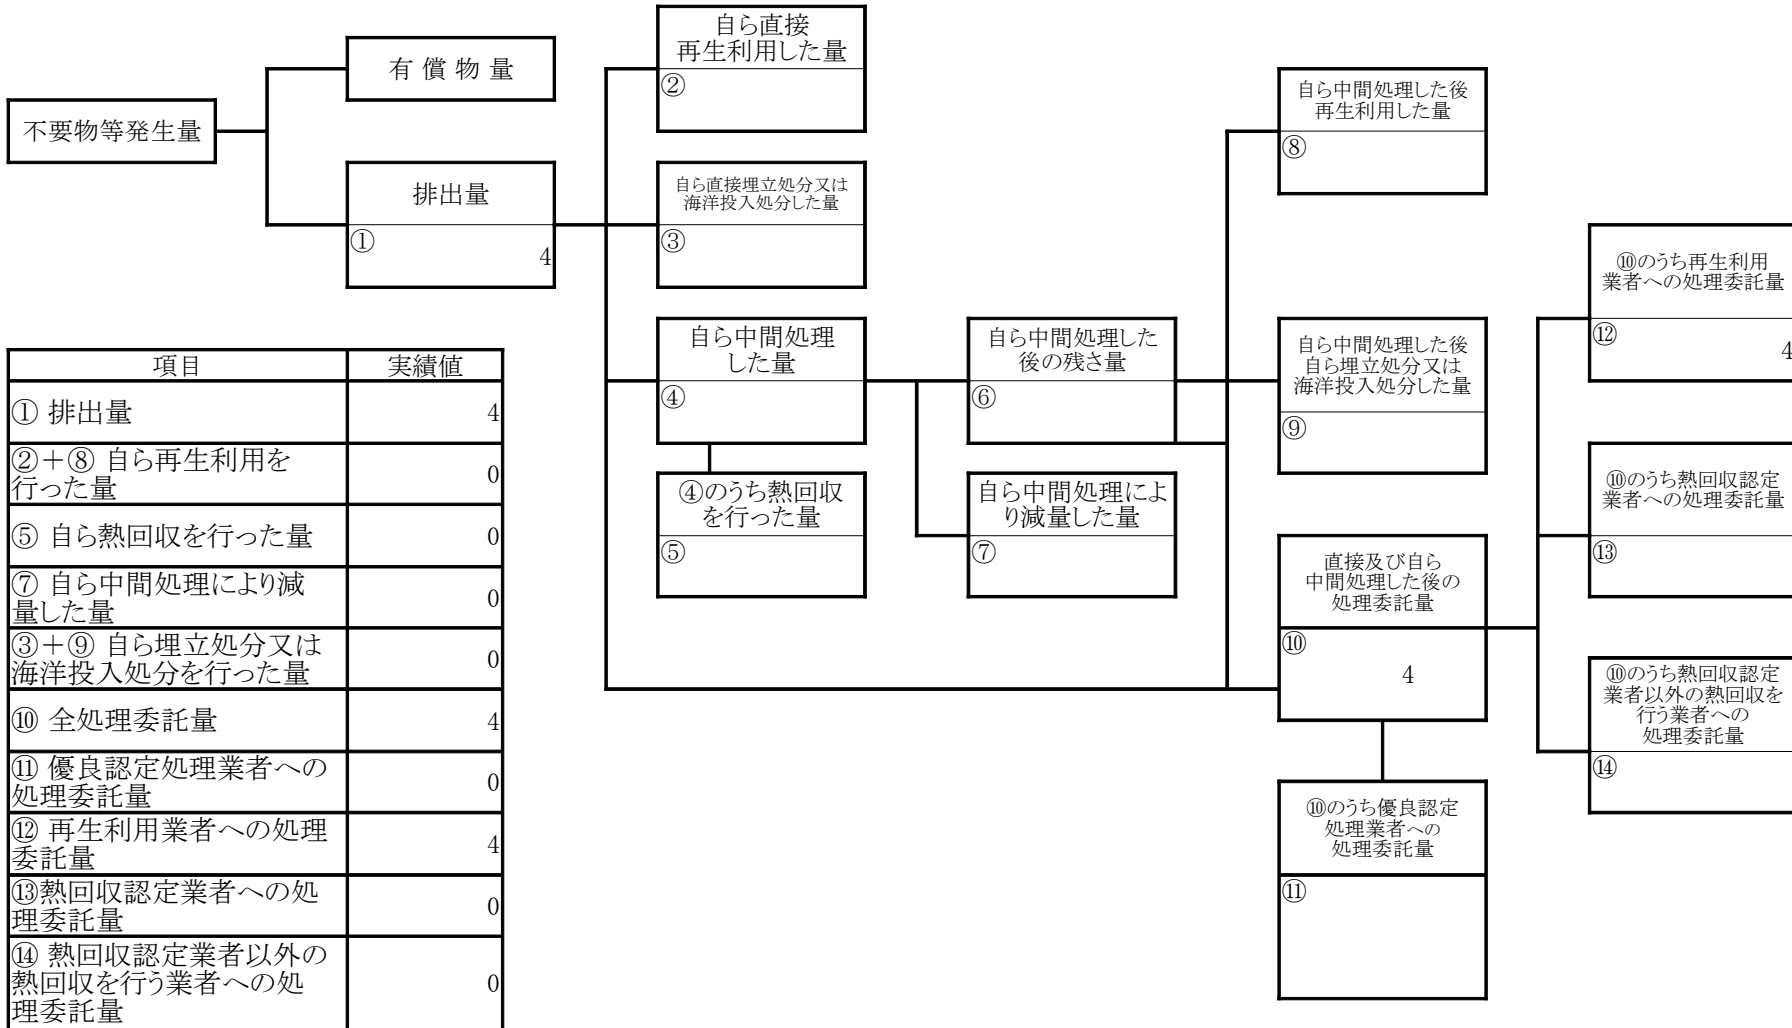 不要物等発生量
有償物量
排出量
①
4
自ら直接
再生利用した量
②
自ら直接埋立処分又は
海洋投入処分した量
③
自ら中間処理
した量
④
④のうち熱回収
を行った量
⑤
自ら中間処理した
後の残さ量
⑥
自ら中間処理によ
り減量した量
⑦
自ら中間処理した後
再生利用した量
⑧
自ら中間処理した後
自ら埋立処分又は
海洋投入処分した量
⑨
直接及び自ら
中間処理した後の
処理委託量
⑩
4
⑩のうち優良認定
処理業者への
処理委託量
⑪
⑩のうち再生利用
業者への処理委託量
⑫
4
⑩のうち熱回収認定
業者への処理委託量
⑬
⑩のうち熱回収認定
業者以外の熱回収を
行う業者への
処理委託量
⑭
項目 実績値
① 排出量 4
②+⑧ 自ら再生利用を
行った量 0
⑤ 自ら熱回収を行った量 0
⑦ 自ら中間処理により減
量した量 0
③+⑨ 自ら埋立処分又は
海洋投入処分を行った量 0
⑩ 全処理委託量 4
⑪ 優良認定処理業者への
処理委託量 0
⑫ 再生利用業者への処理
委託量 4
⑬熱回収認定業者への処
理委託量 0
⑭ 熱回収認定業者以外の
熱回収を行う業者への処
理委託量 0